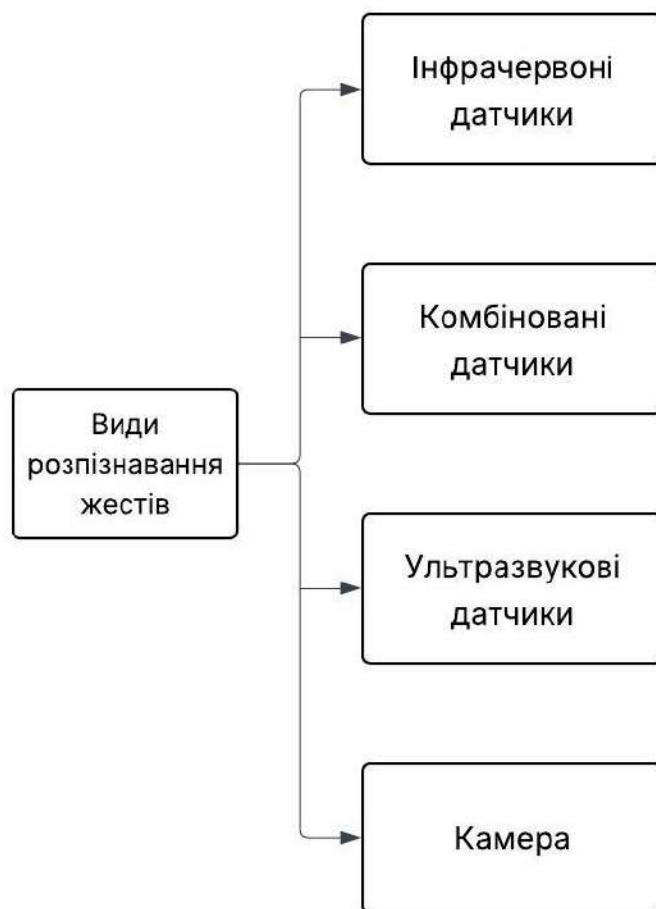 Інфрачервоні
датчики
Комбіновані
датчики
Види
розпізнавання
жестів
Ультразвукові
датчики
Камера